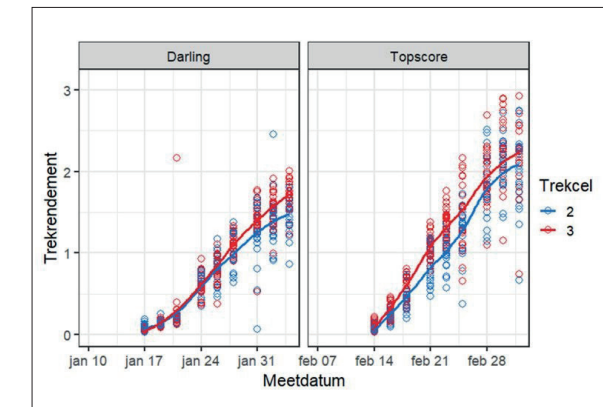 Darling
Topscore
Trekrendement
3
2
1
0
jan 10 jan 17 jan 24 jan 31
feb 07 feb 14 feb 21 feb 28
Meetdatum
Trekcel
2
3